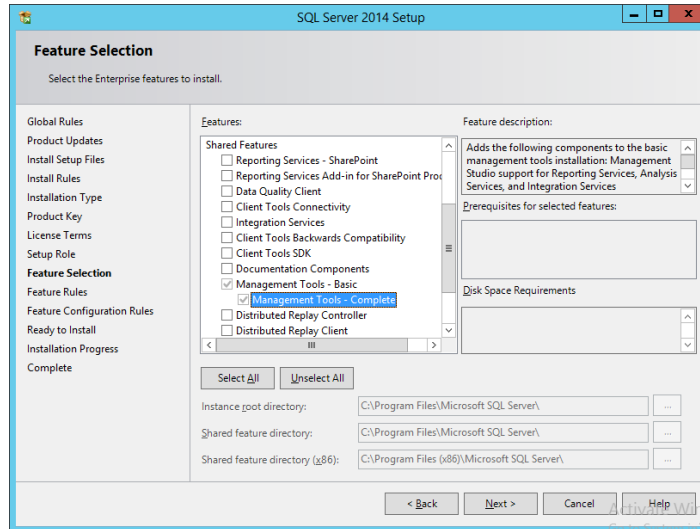 SQL Server 2014 Setup
Feature Selection
Select the Enterprise features to install.
Global Rules
Product Updates
Install Setup Files
Install Rules
Installation Type
Product Key
License Terms
Setup Role
Feature Selection
Feature Rules
Feature Configuration Rules
Ready to Install
Installation Progress
Complete
Features:
Shared Features
Reporting Services - SharePoint
Reporting Services Add-in for SharePoint Proc
Data Quality Client
Client Tools Connectivity
Integration Services
Client Tools Backwards Compatibility
Client Tools SDK
Documentation Components
Management Tools - Basic
Management Tools - Complete
Distributed Replay Controller
Distributed Replay Client
Feature description:
Adds the following components to the basic
management tools installation: Management
Studio support for Reporting Services, Analysis
Services, and Integration Services
Prerequisites for selected features:
Disk Space Requirements
Select All
Unselect All
Instance root directory:
C:\Program Files\Microsoft SQL Server\
...
Shared feature directory:
C:\Program Files\Microsoft SQL Server\
...
Shared feature directory (x86):
C:\Program Files (x86)\Microsoft SQL Server\
...
< Back
Next >
Cancel
Help
Activate Wi